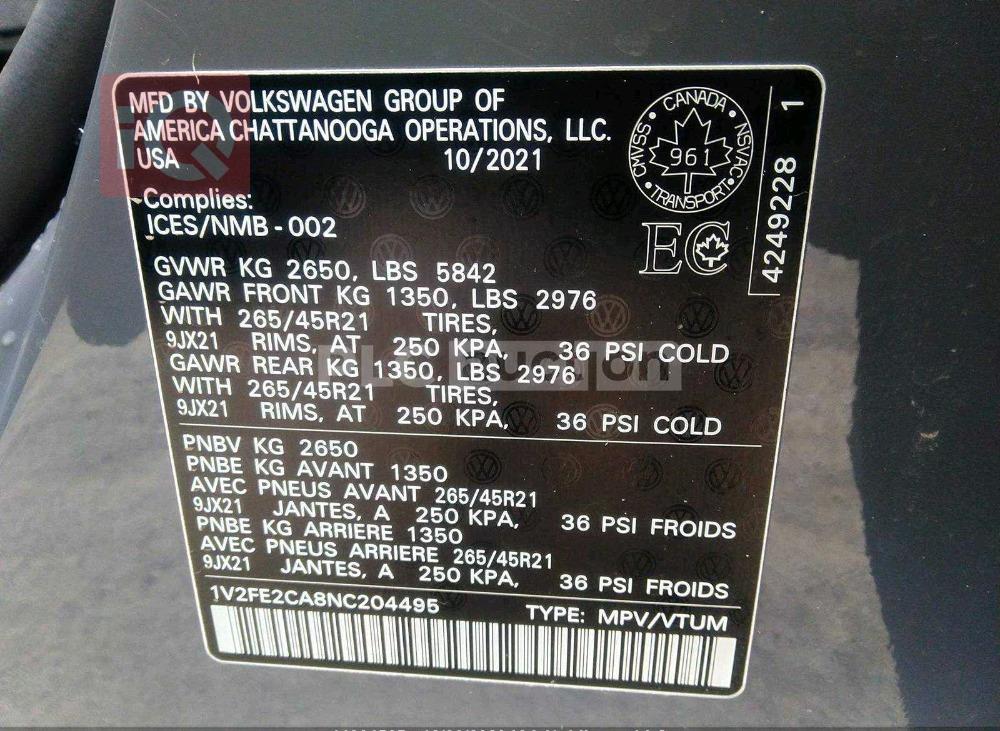 MFD BY VOLKSWAGEN GROUP OF
AMERICA CHATTANOOGA OPERATIONS, LLC.
USA 10/2021
Complies:
ICES/NMB-002
CANADA
CMVSS. NSVAC
961
TRANSPORT
EC
4249228 1
GVWR KG 2650, LBS 5842
GAWR FRONT KG 1350, LBS 2976
WITH 265/45R21 TIRES,
9JX21 RIMS, AT 250 KPA, 36 PSI COLD
GAWR REAR KG 1350, LBS 2976
WITH 265/45R21 TIRES,
9JX21 RIMS, AT 250 KPA, 36 PSI COLD
PNBV KG 2650
PNBE KG AVANT 1350
AVEC PNEUS AVANT 265/45R21
9JX21 JANTES, A 250 KPA, 36 PSI FROIDS
PNBE KG ARRIERE 1350
AVEC PNEUS ARRIERE 265/45R21
9JX21 JANTES, A 250 KPA, 36 PSI FROIDS
1V2FE2CA8NC204495 TYPE: MPV/VTUM